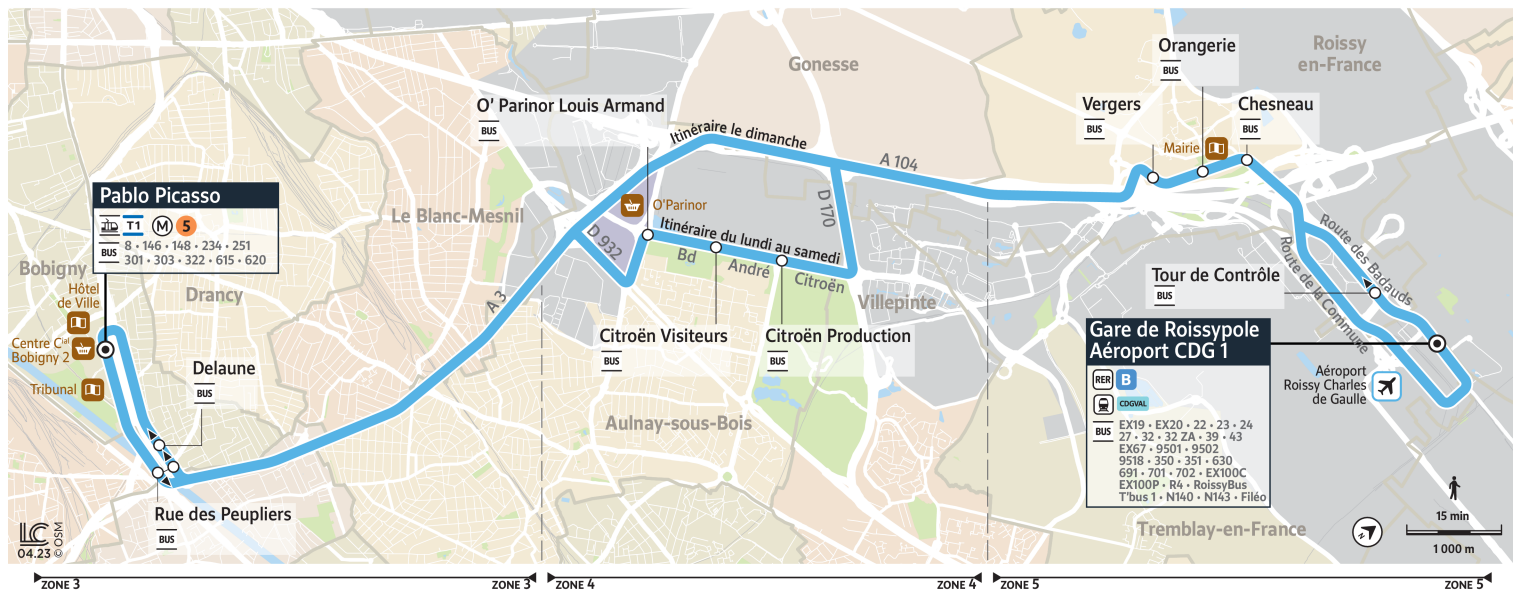 Pablo Picasso
T1 M 5
BUS
8 • 146 • 148 • 234 • 251
301 • 303 • 322 • 615 • 620
Bobigny
Hôtel
de Ville
Centre Cial
Bobigny 2
Tribunal
Drancy
Delaune
BUS
Rue des Peupliers
BUS
Le Blanc-Mesnil
A 3
O' Parinor Louis Armand
BUS
O'Parinor
D 932
Itinéraire le dimanche
Itinéraire du lundi au samedi
Bd
André
Citroën
D 170
A 104
Gonesse
Citroën Visiteurs
BUS
Citroën Production
BUS
Villepinte
Aulnay-sous-Bois
Vergers
BUS
Orangerie
BUS
Mairie
Chesneau
BUS
Roissy
en-France
Route des Badauds
Route de la Commune
Tour de Contrôle
BUS
Gare de Roissypole
Aéroport CDG 1
RER B
CDGVAL
BUS
EX19 • EX20 • 22 • 23 • 24
27 • 32 • 32 ZA • 39 • 43
EX67 • 9501 • 9502
9518 • 350 • 351 • 630
691 • 701 • 702 • EX100C
EX100P • R4 • RoissyBus
T'bus 1 • N140 • N143 • Filéo
Aéroport
Roissy Charles
de Gaulle
Tremblay-en-France
N
15 min
1 000 m
LC
04.23
© OSM
ZONE 3
ZONE 3
ZONE 4
ZONE 4
ZONE 5
ZONE 5